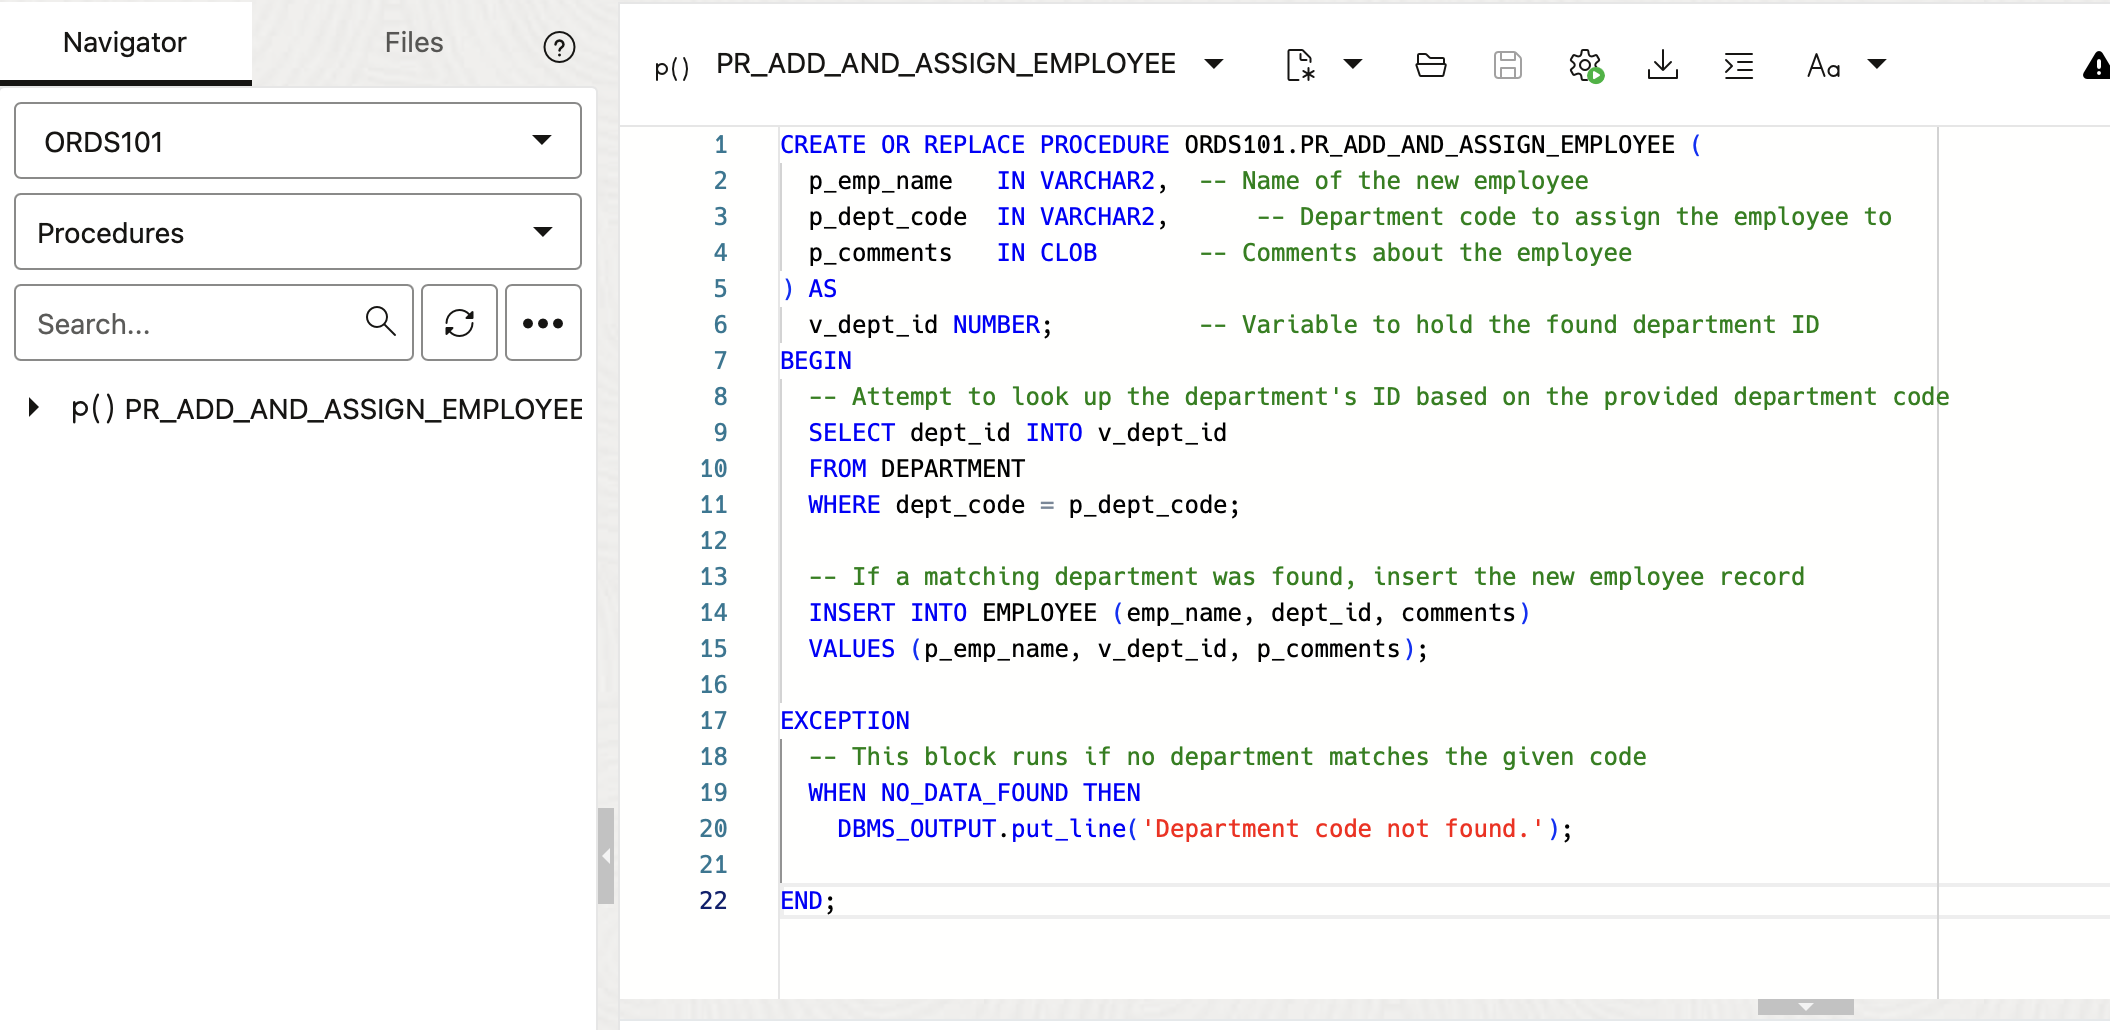 Navigator
Files
?
ORDS101
Procedures
Search...
p() PR_ADD_AND_ASSIGN_EMPLOYEE
p() PR_ADD_AND_ASSIGN_EMPLOYEE
Aa
1 CREATE OR REPLACE PROCEDURE ORDS101.PR_ADD_AND_ASSIGN_EMPLOYEE (
2   p_emp_name   IN VARCHAR2,  -- Name of the new employee
3   p_dept_code  IN VARCHAR2,      -- Department code to assign the employee to
4   p_comments   IN CLOB       -- Comments about the employee
5 ) AS
6   v_dept_id NUMBER;          -- Variable to hold the found department ID
7 BEGIN
8   -- Attempt to look up the department's ID based on the provided department code
9   SELECT dept_id INTO v_dept_id
10   FROM DEPARTMENT
11   WHERE dept_code = p_dept_code;
12
13   -- If a matching department was found, insert the new employee record
14   INSERT INTO EMPLOYEE (emp_name, dept_id, comments)
15   VALUES (p_emp_name, v_dept_id, p_comments);
16
17 EXCEPTION
18   -- This block runs if no department matches the given code
19   WHEN NO_DATA_FOUND THEN
20     DBMS_OUTPUT.put_line('Department code not found.');
21
22 END;